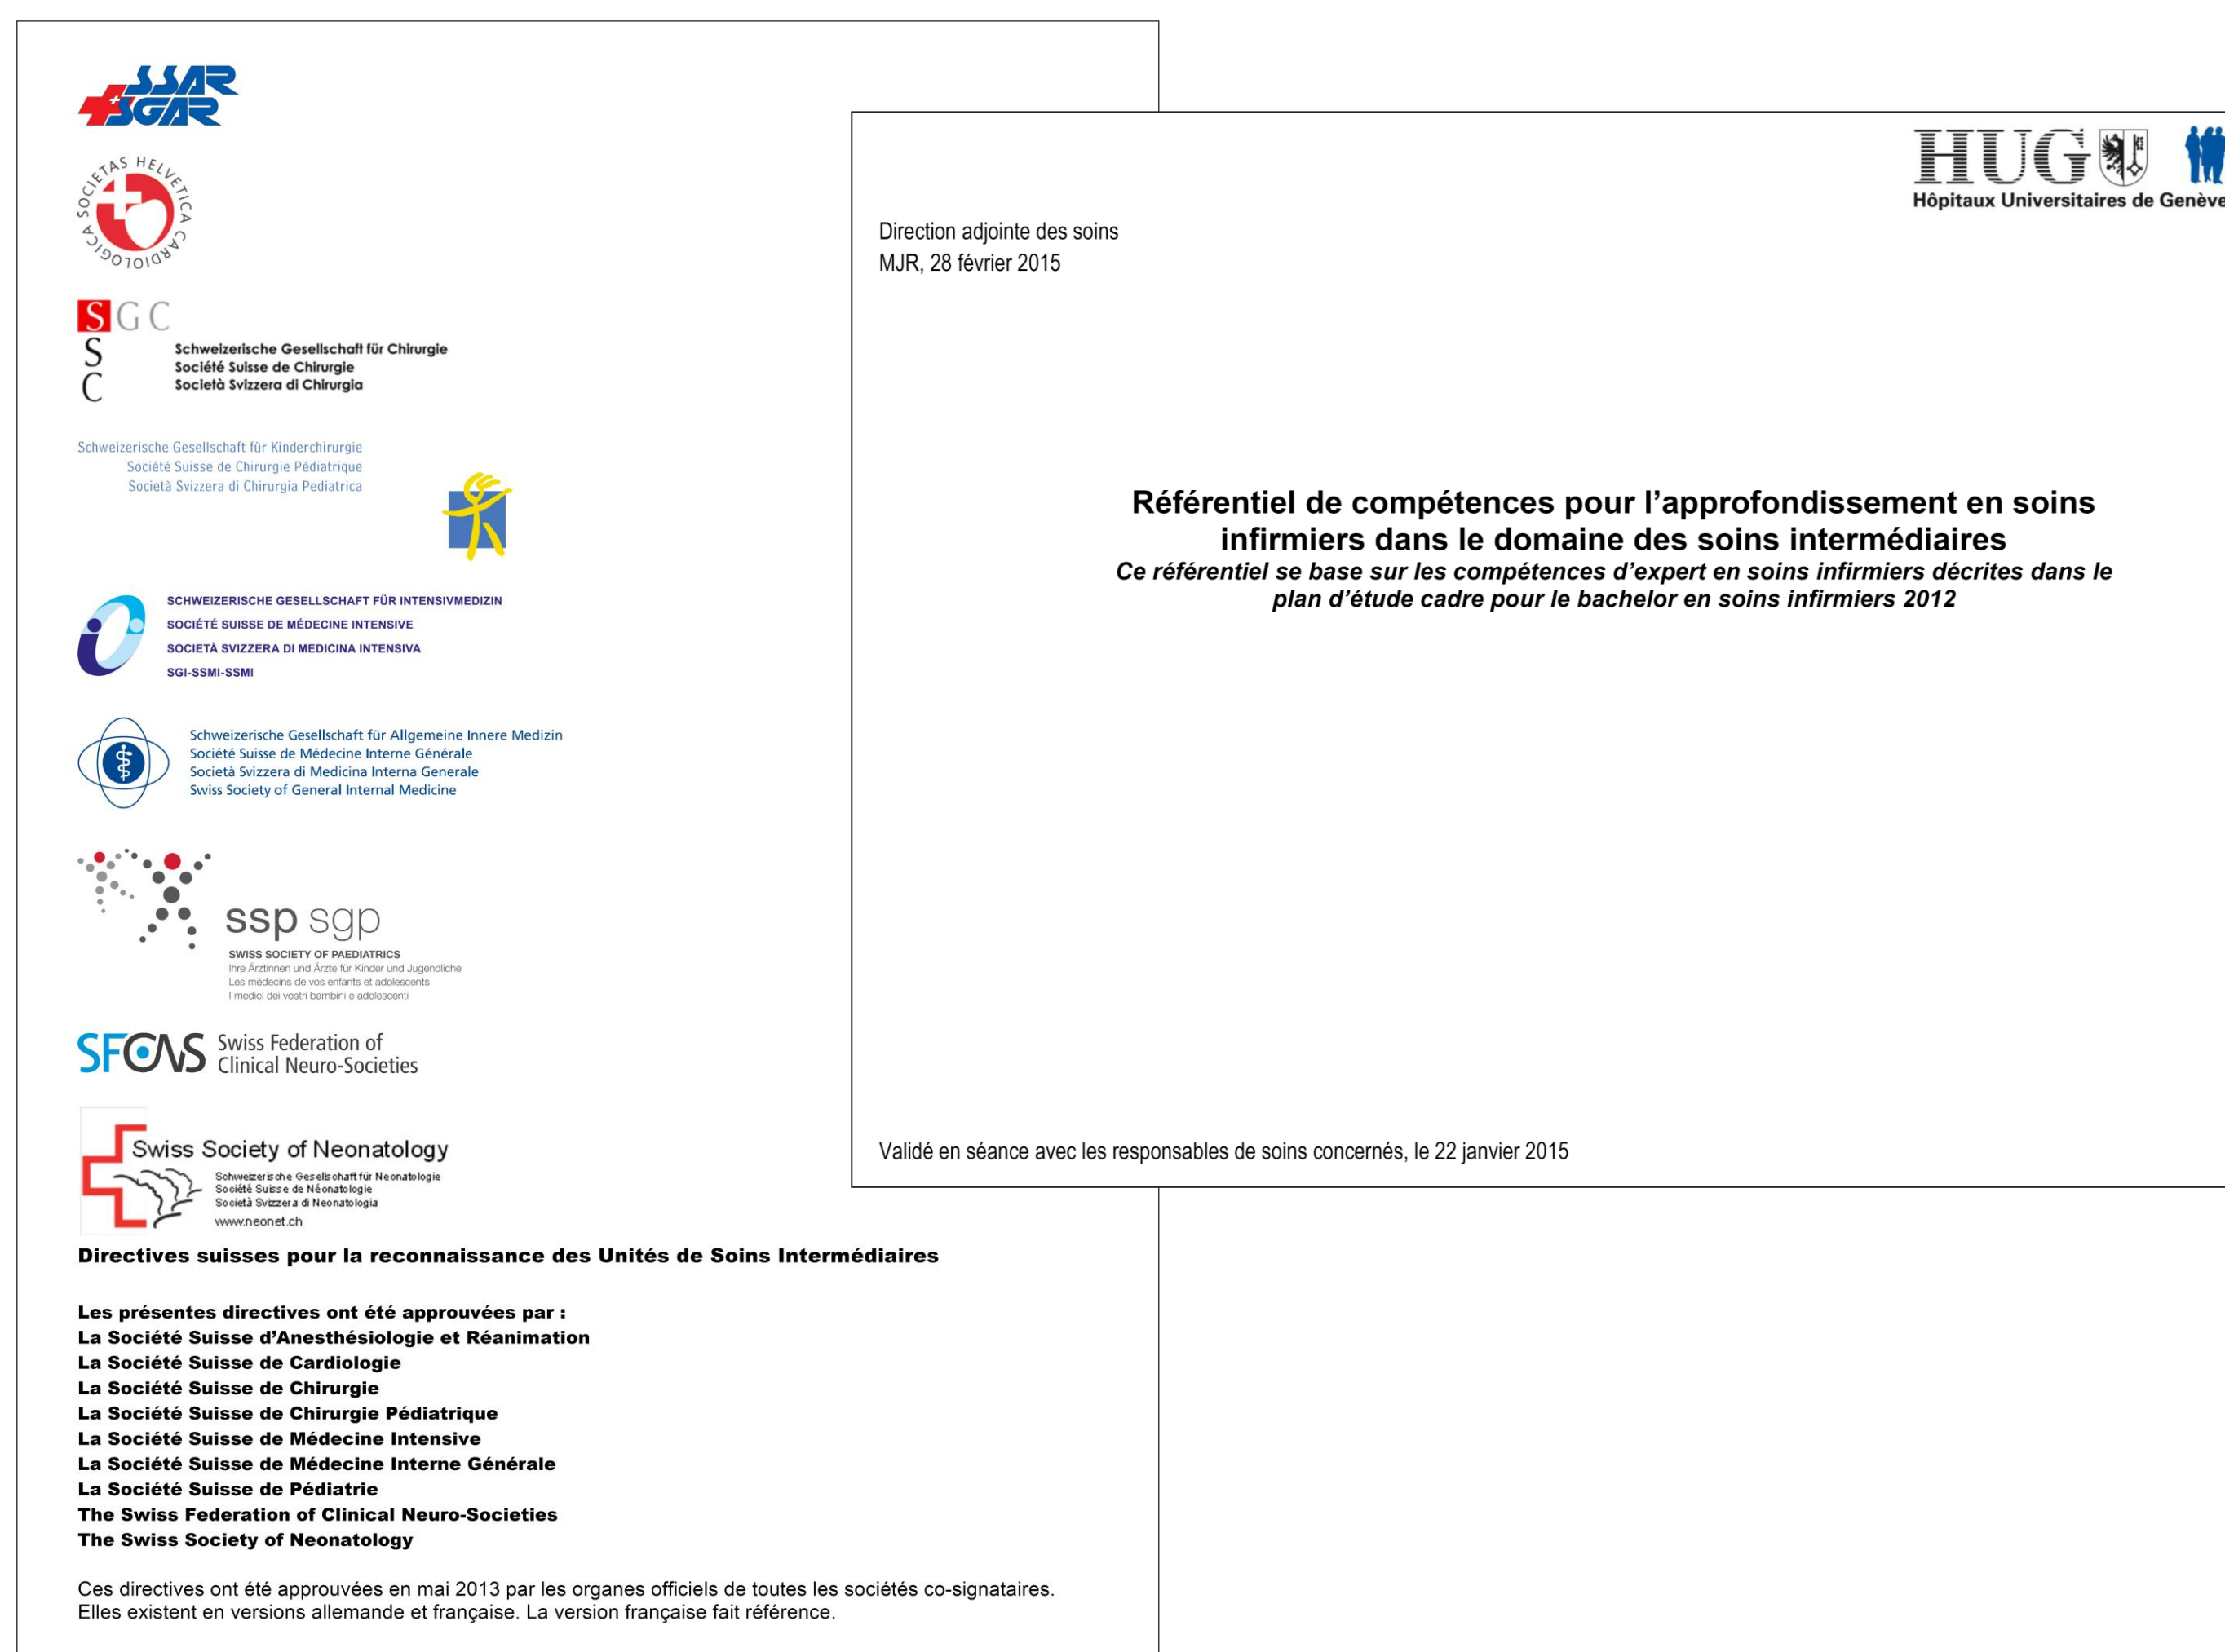 SSAR
SGAR
SOCIETAS HELVETICA CARDIOLOGICA
SGC
S
C
Schweizerische Gesellschaft für Chirurgie
Société Suisse de Chirurgie
Società Svizzera di Chirurgia
Schweizerische Gesellschaft für Kinderchirurgie
Société Suisse de Chirurgie Pédiatrique
Società Svizzera di Chirurgia Pediatrica
SCHWEIZERISCHE GESELLSCHAFT FÜR INTENSIVMEDIZIN
SOCIÉTÉ SUISSE DE MÉDECINE INTENSIVE
SOCIETÀ SVIZZERA DI MEDICINA INTENSIVA
SGI-SSMI-SSMI
Schweizerische Gesellschaft für Allgemeine Innere Medizin
Société Suisse de Médecine Interne Générale
Società Svizzera di Medicina Interna Generale
Swiss Society of General Internal Medicine
ssp sgp
SWISS SOCIETY OF PAEDIATRICS
Ihre Ärztinnen und Ärzte für Kinder und Jugendliche
Les médecins de vos enfants et adolescents
I medici dei vostri bambini e adolescenti
SFCNS Swiss Federation of
Clinical Neuro-Societies
Swiss Society of Neonatology
Schweizerische Gesellschaft für Neonatologie
Société Suisse de Néonatologie
Società Svizzera di Neonatologia
www.neonet.ch
Directives suisses pour la reconnaissance des Unités de Soins Intermédiaires
Les présentes directives ont été approuvées par :
La Société Suisse d'Anesthésiologie et Réanimation
La Société Suisse de Cardiologie
La Société Suisse de Chirurgie
La Société Suisse de Chirurgie Pédiatrique
La Société Suisse de Médecine Intensive
La Société Suisse de Médecine Interne Générale
La Société Suisse de Pédiatrie
The Swiss Federation of Clinical Neuro-Societies
The Swiss Society of Neonatology
Ces directives ont été approuvées en mai 2013 par les organes officiels de toutes les sociétés co-signataires.
Elles existent en versions allemande et française. La version française fait référence.
HUG
Hôpitaux Universitaires de Genève
Direction adjointe des soins
MJR, 28 février 2015
Référentiel de compétences pour l'approfondissement en soins
infirmiers dans le domaine des soins intermédiaires
Ce référentiel se base sur les compétences d'expert en soins infirmiers décrites dans le
plan d'étude cadre pour le bachelor en soins infirmiers 2012
Validé en séance avec les responsables de soins concernés, le 22 janvier 2015